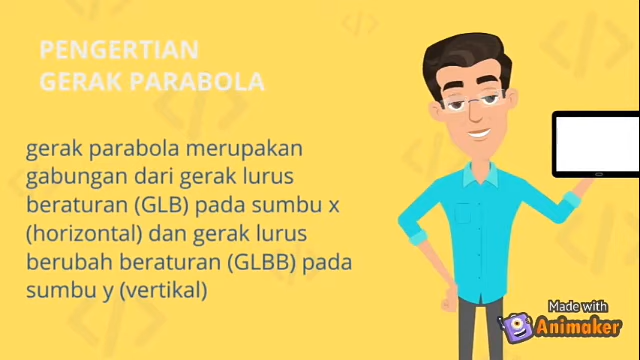 PENGERTIAN
GERAK PARABOLA
gerak parabola merupakan
gabungan dari gerak lurus
beraturan (GLB) pada sumbu x
(horizontal) dan gerak lurus
berubah beraturan (GLBB) pada
sumbu y (vertikal)
Made with
Animaker